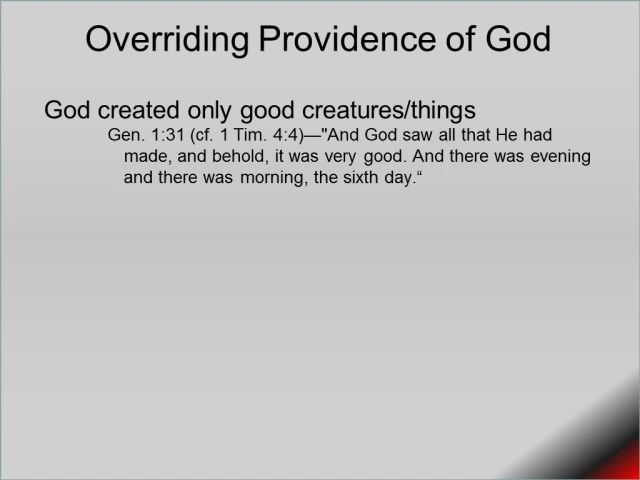 Overriding Providence of God
God created only good creatures/things
Gen. 1:31 (cf. 1 Tim. 4:4)—"And God saw all that He had
made, and behold, it was very good. And there was evening
and there was morning, the sixth day.“